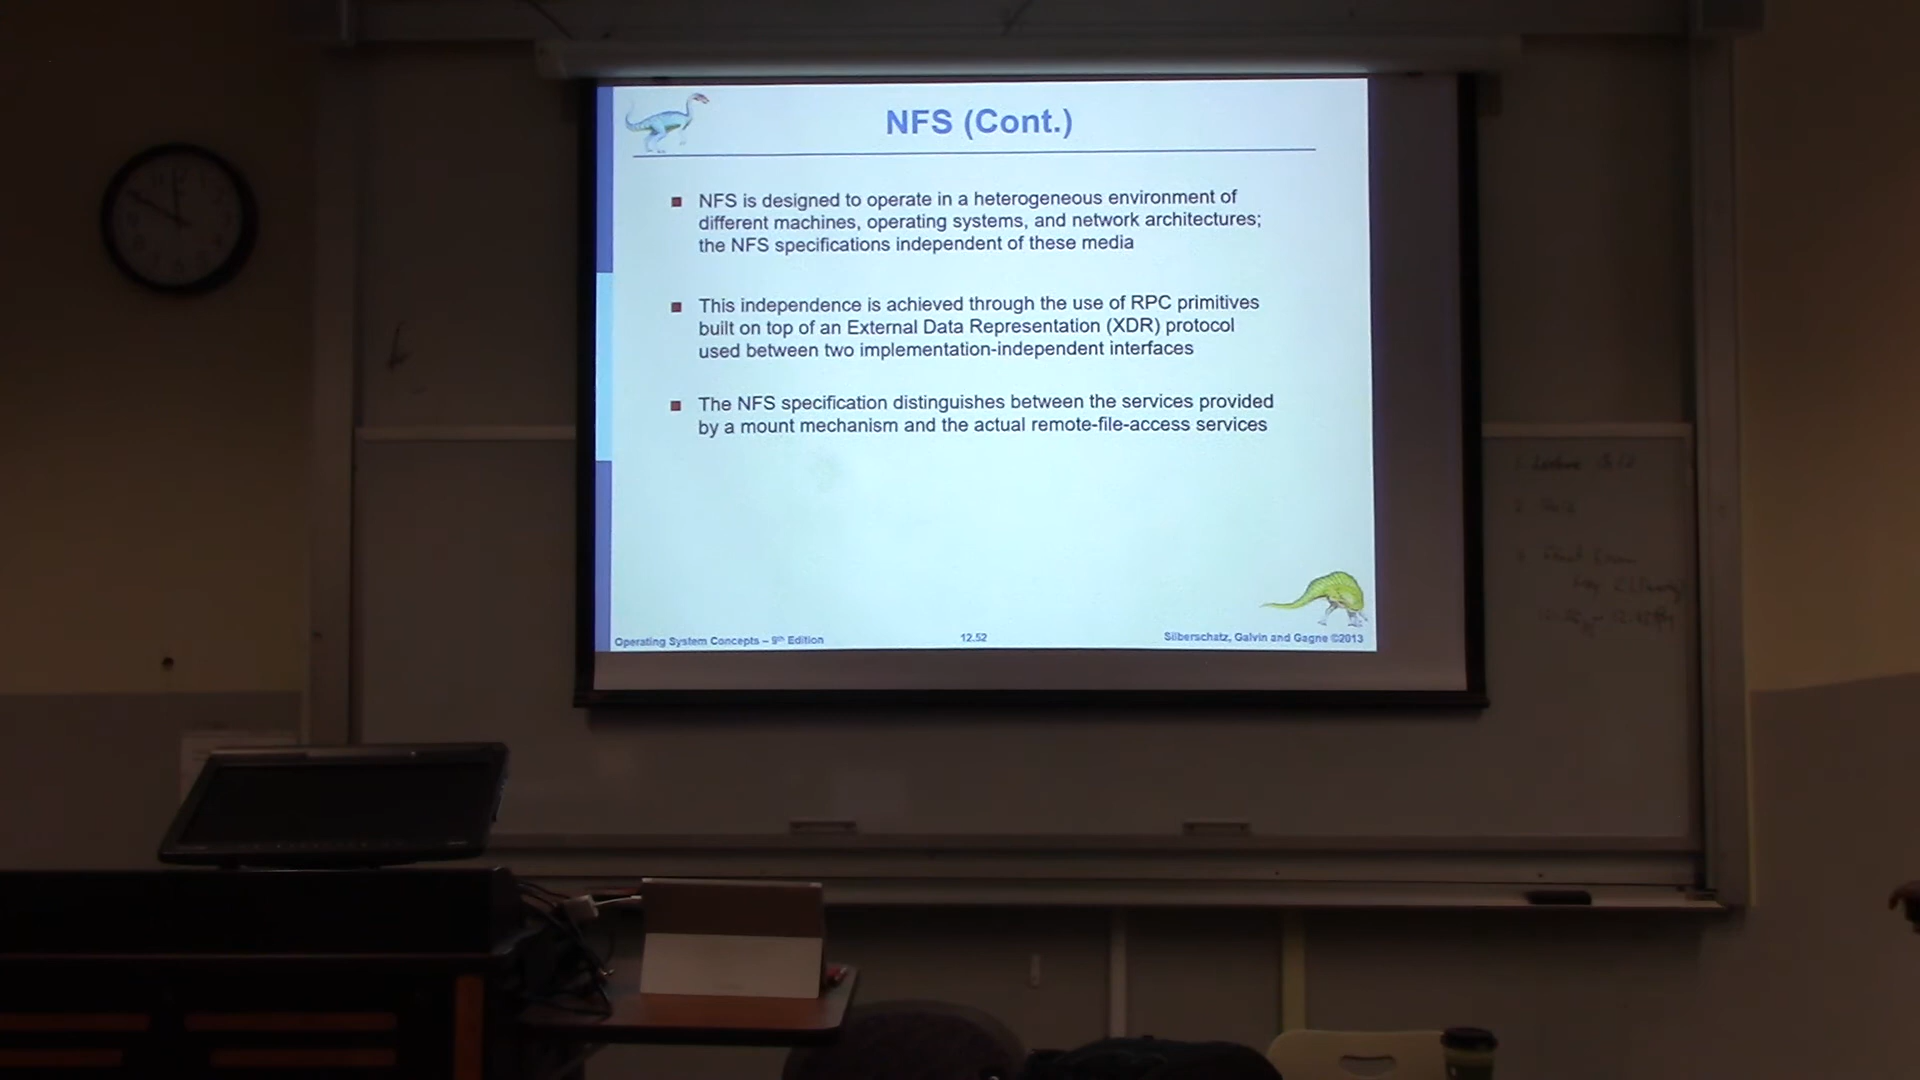 NFS (Cont.)
NFS is designed to operate in a heterogeneous environment of
different machines, operating systems, and network architectures;
the NFS specifications independent of these media
This independence is achieved through the use of RPC primitives
built on top of an External Data Representation (XDR) protocol
used between two implementation-independent interfaces
The NFS specification distinguishes between the services provided
by a mount mechanism and the actual remote-file-access services
Operating System Concepts – 9th Edition
12.52
Silberschatz, Galvin and Gagne ©2013
Lecture
Final Exam